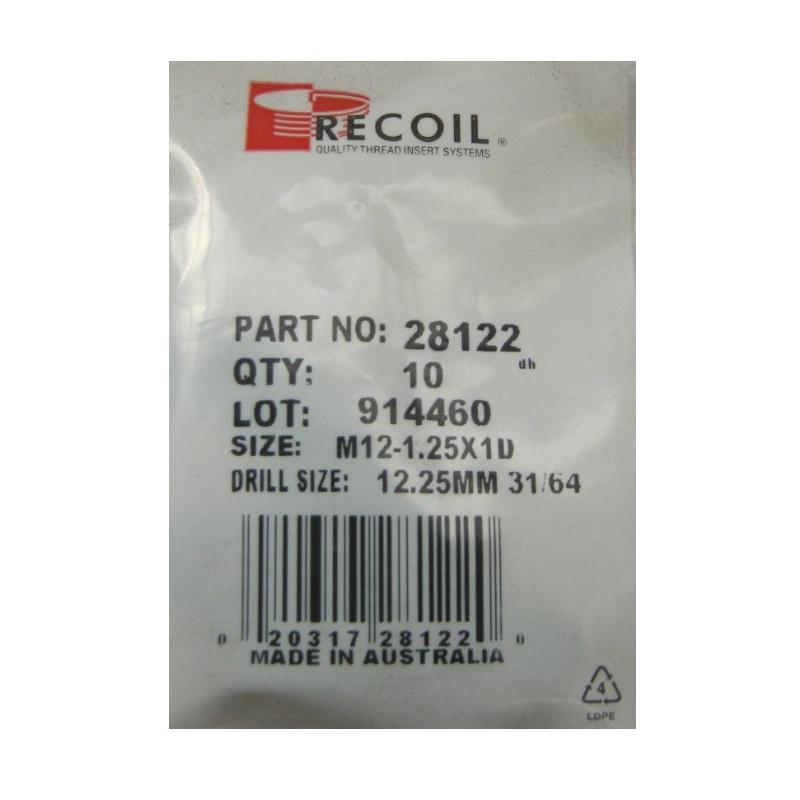 RECOIL®
QUALITY THREAD INSERT SYSTEMS
PART NO: 28122
dh
QTY: 10
LOT: 914460
SIZE: M12-1.25X1D
DRILL SIZE: 12.25MM 31/64
0 20317 28122 0
MADE IN AUSTRALIA
4
LDPE